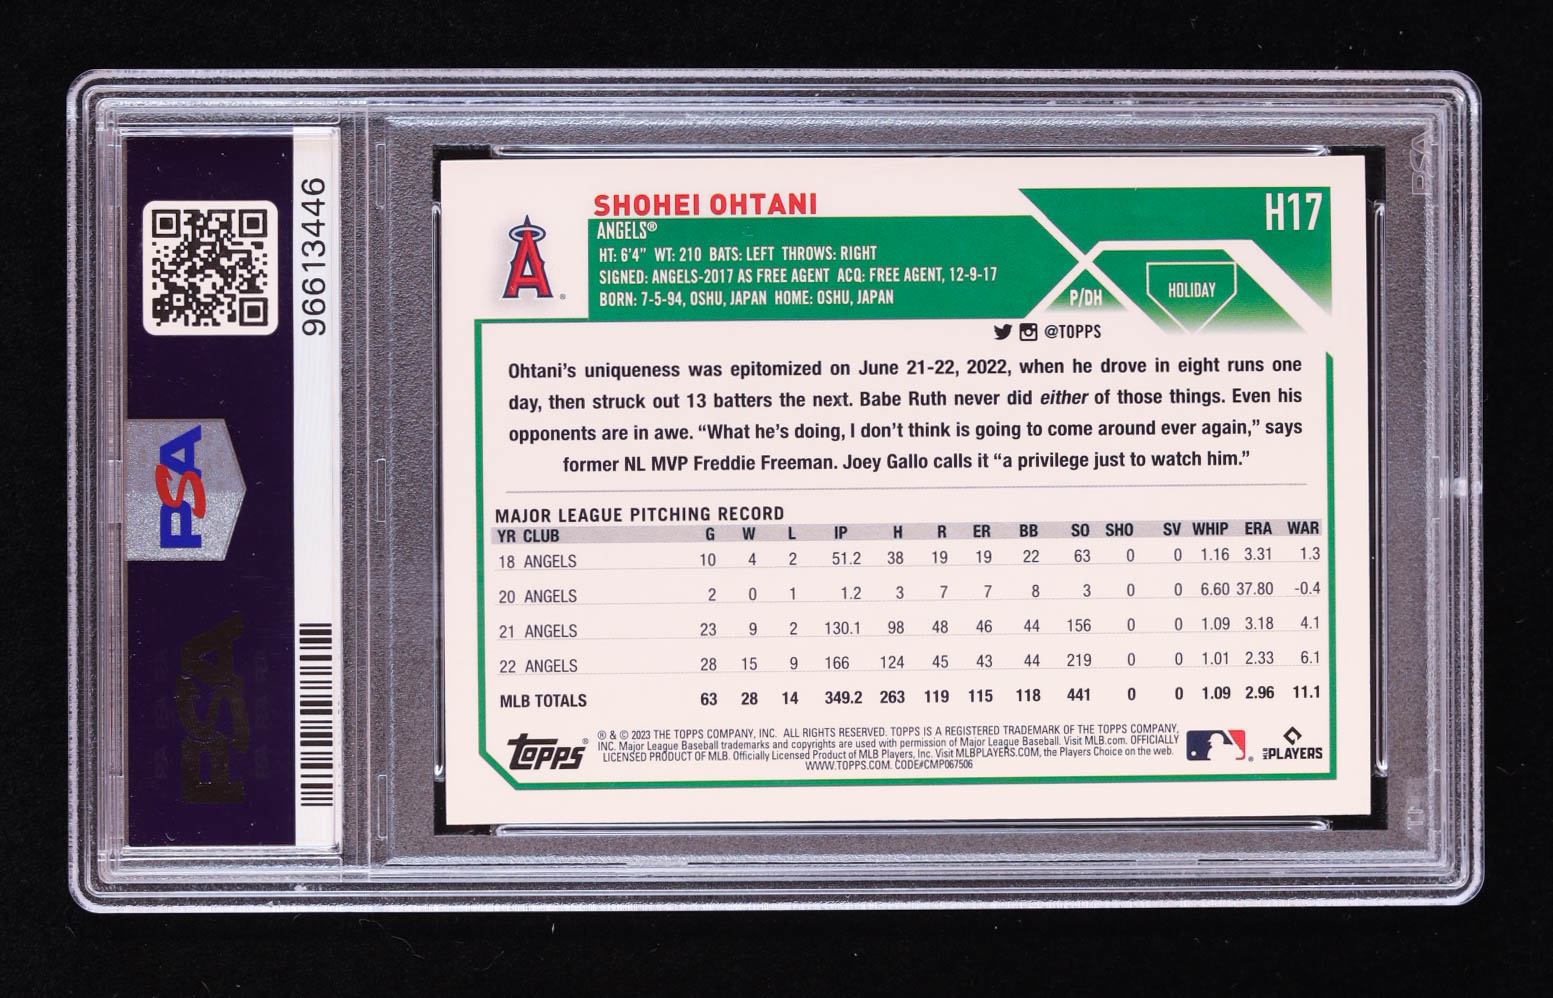 96613446
PSA
PSA
SHOHEI OHTANI
H17
ANGELS®
HT: 6'4" WT: 210 BATS: LEFT THROWS: RIGHT
SIGNED: ANGELS-2017 AS FREE AGENT ACQ: FREE AGENT, 12-9-17
BORN: 7-5-94, OSHU, JAPAN HOME: OSHU, JAPAN
P/DH
HOLIDAY
A®
@TOPPS
Ohtani's uniqueness was epitomized on June 21-22, 2022, when he drove in eight runs one
day, then struck out 13 batters the next. Babe Ruth never did either of those things. Even his
opponents are in awe. “What he's doing, I don't think is going to come around ever again,” says
former NL MVP Freddie Freeman. Joey Gallo calls it “a privilege just to watch him.”
MAJOR LEAGUE PITCHING RECORD
YR CLUB G W L IP H R ER BB SO SHO SV WHIP ERA WAR
18 ANGELS 10 4 2 51.2 38 19 19 22 63 0 0 1.16 3.31 1.3
20 ANGELS 2 0 1 1.2 3 7 7 8 3 0 0 6.60 37.80 -0.4
21 ANGELS 23 9 2 130.1 98 48 46 44 156 0 0 1.09 3.18 4.1
22 ANGELS 28 15 9 166 124 45 43 44 219 0 0 1.01 2.33 6.1
MLB TOTALS 63 28 14 349.2 263 119 115 118 441 0 0 1.09 2.96 11.1
Topps®
® & © 2023 THE TOPPS COMPANY, INC. ALL RIGHTS RESERVED. TOPPS IS A REGISTERED TRADEMARK OF THE TOPPS COMPANY,
INC. Major League Baseball trademarks and copyrights are used with permission of Major League Baseball. Visit MLB.com. OFFICIALLY
LICENSED PRODUCT OF MLB. Officially Licensed Product of MLB Players, Inc. Visit MLBPLAYERS.COM, the Players Choice on the web.
WWW.TOPPS.COM. CODE#CMP067506
MLB PLAYERS
PSA